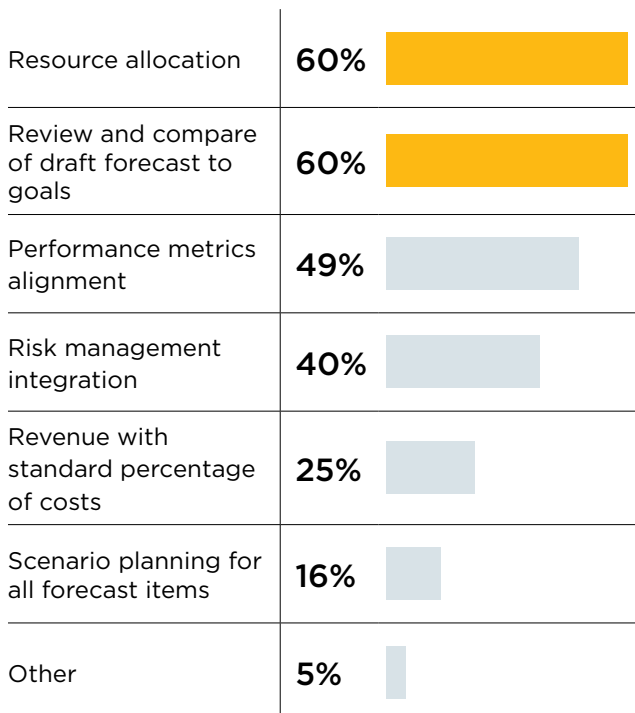 Resource allocation 60%
Review and compare
of draft forecast to 60%
goals
Performance metrics
alignment 49%
Risk management
integration 40%
Revenue with
standard percentage 25%
of costs
Scenario planning for
all forecast items 16%
Other 5%